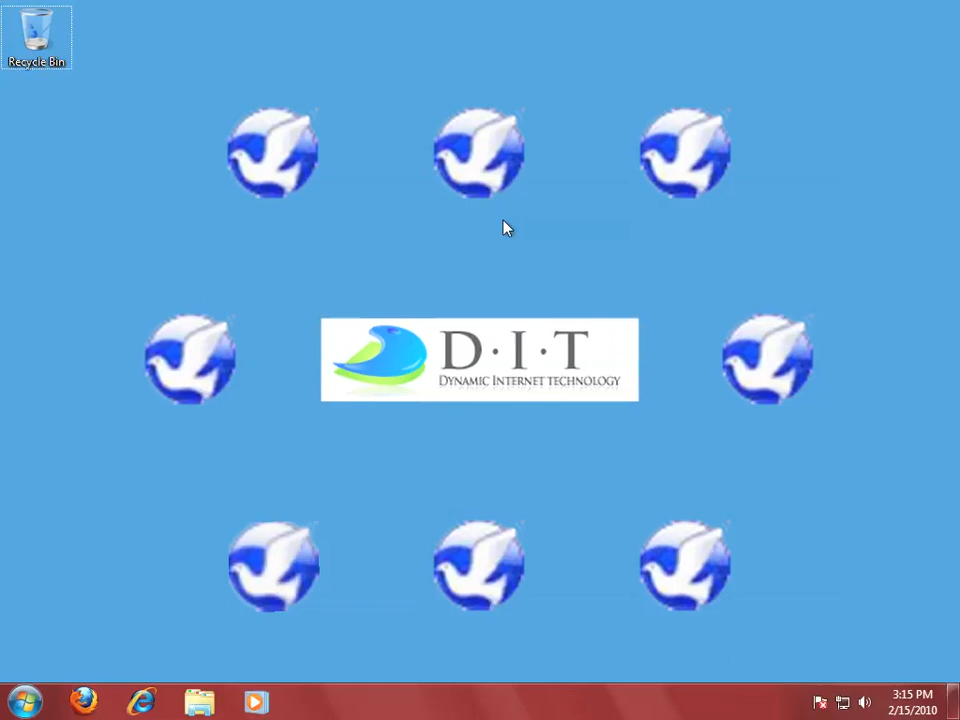 Recycle Bin
D·I·T
DYNAMIC INTERNET TECHNOLOGY
3:15 PM
2/15/2010